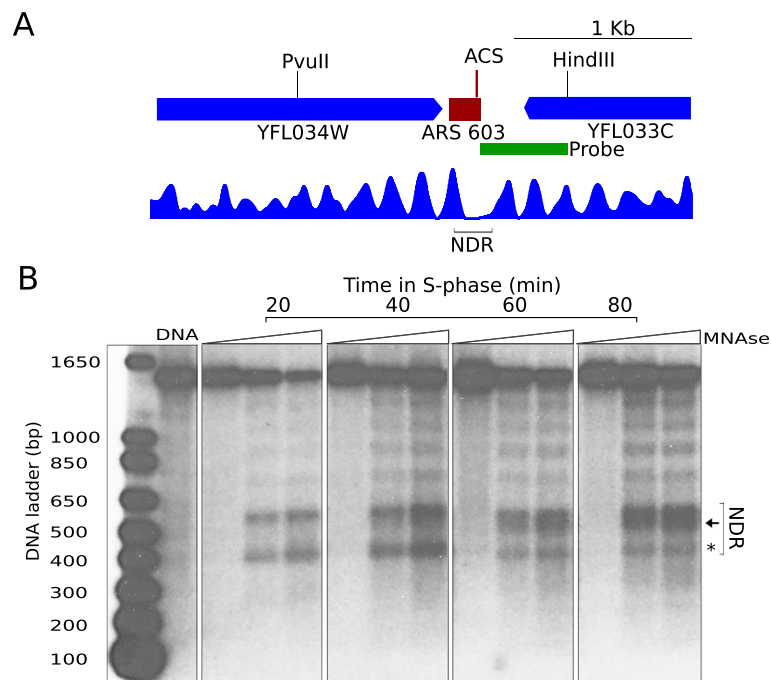 A
1 Kb
ACS
PvuII
HindIII
YFL034W
ARS 603
YFL033C
Probe
NDR
B
Time in S-phase (min)
20 40 60 80
DNA
MNAse
1650
1000
850
650
500
400
300
200
100
DNA ladder (bp)
*
NDR